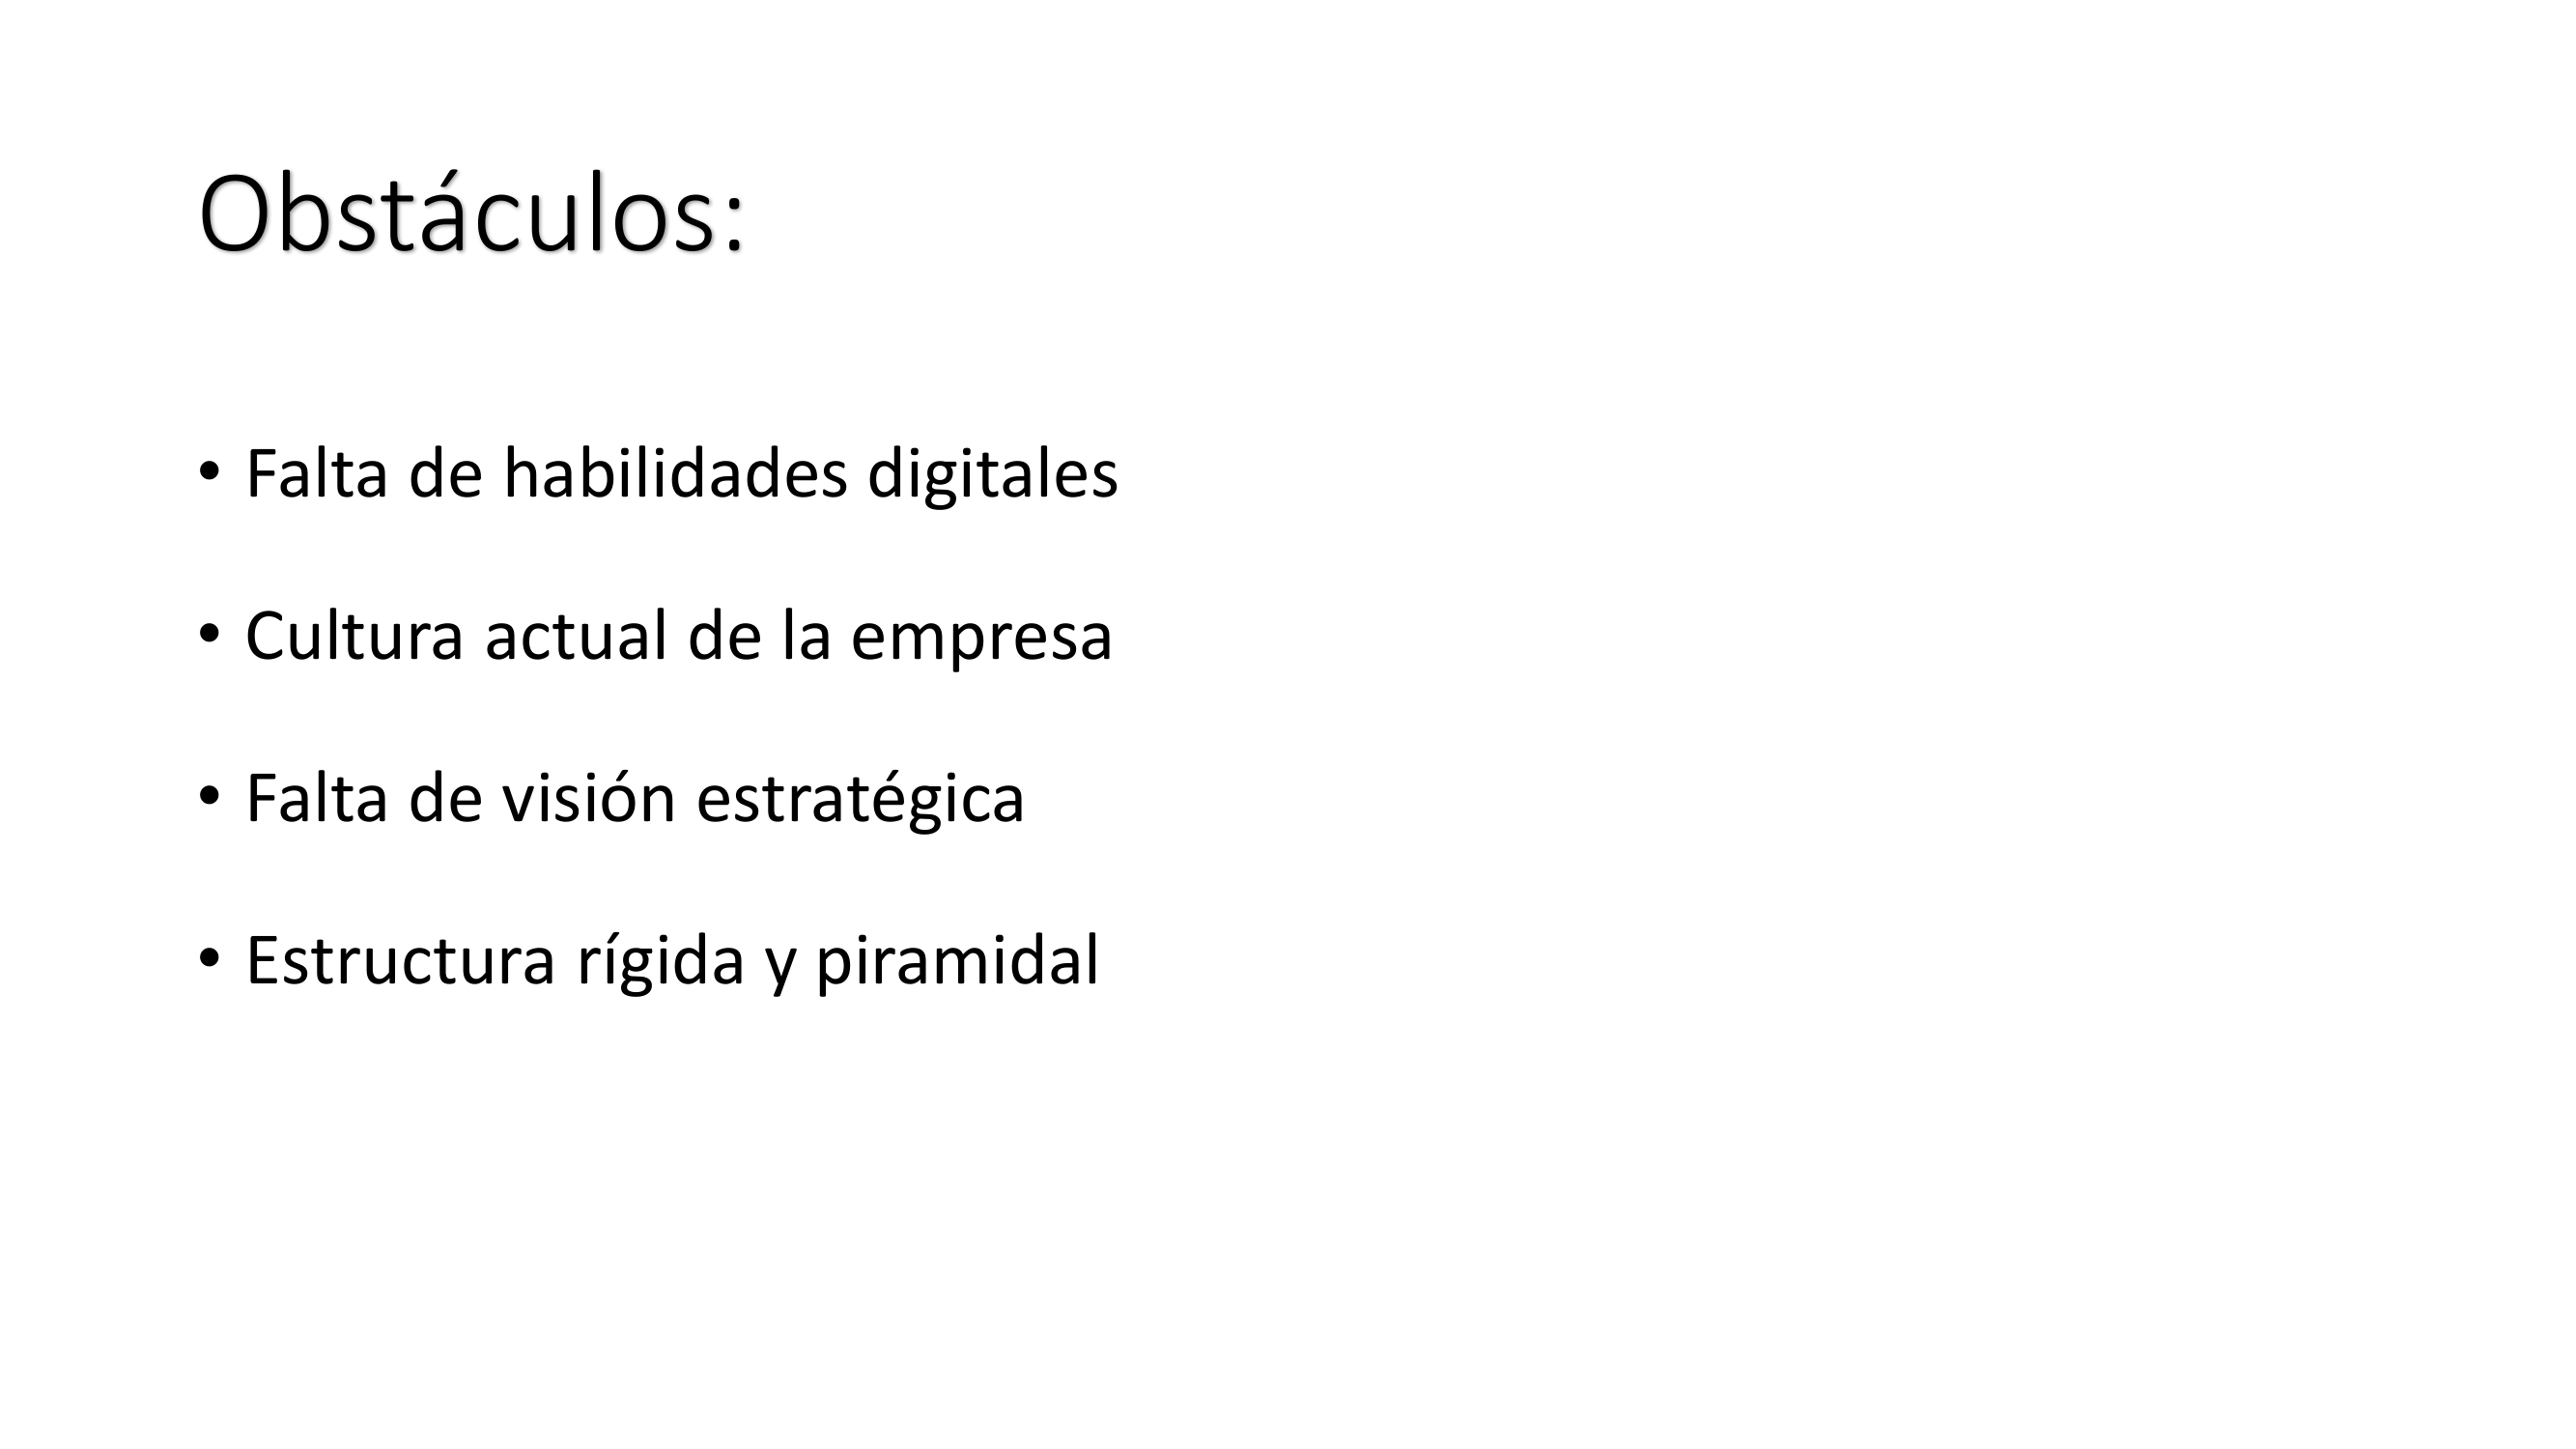 Obstáculos:
• Falta de habilidades digitales
• Cultura actual de la empresa
• Falta de visión estratégica
• Estructura rígida y piramidal